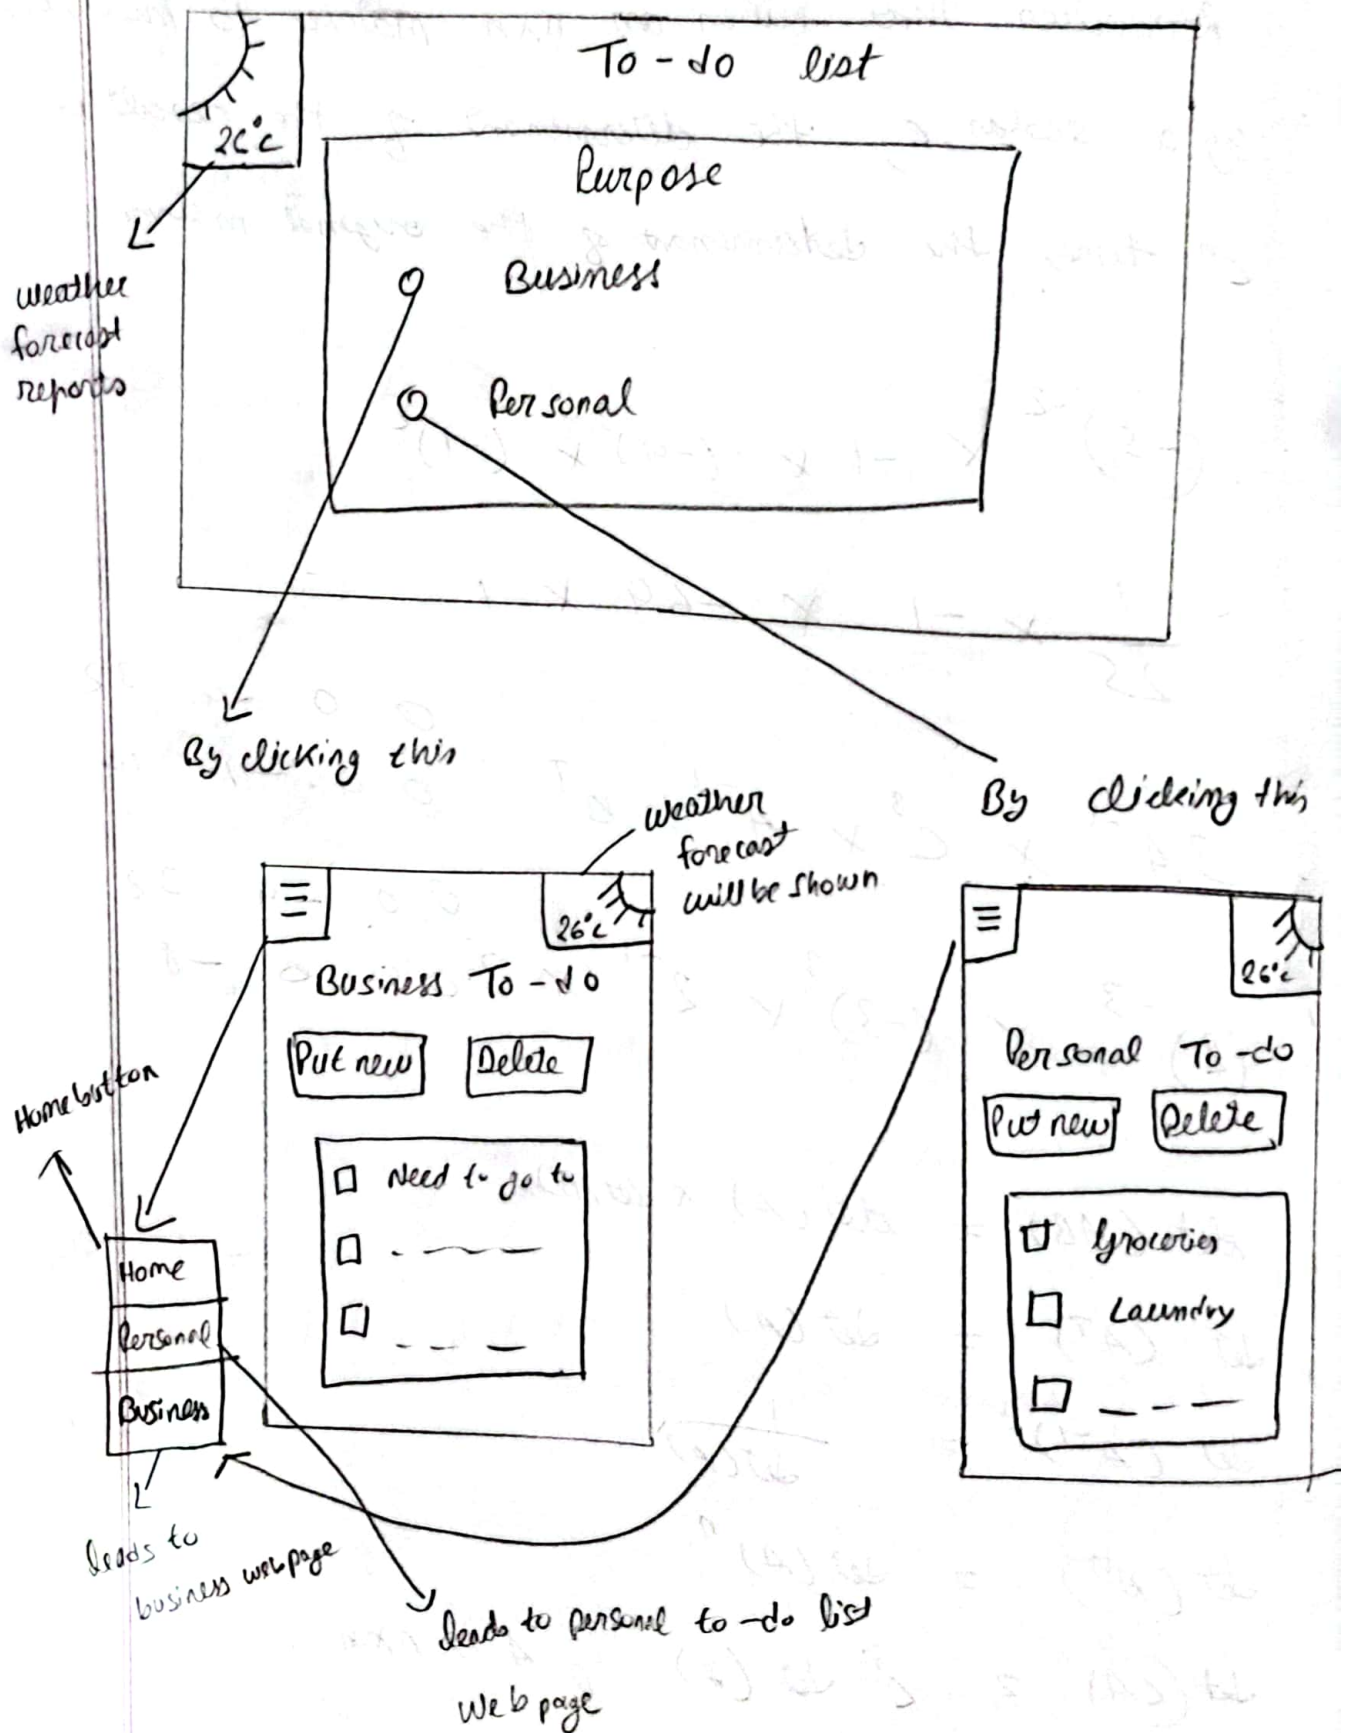 To-do list
26°c
Purpose
Business
Personal
weather
forecast
reports
By clicking this
By clicking this
weather
forecast
will be shown
26°c
Business To-do
Put new
Delete
Need to go to
Home button
Home
Personal
Business
leads to
business webpage
leads to personal to-do list
Web page
26°c
Personal To-do
Put new
Delete
Groceries
Laundry